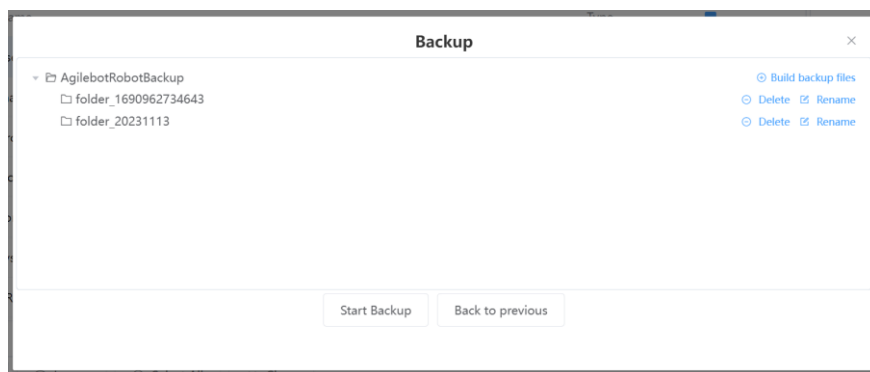 Backup
AgilebotRobotBackup Build backup files
folder_1690962734643 Delete Rename
folder_20231113 Delete Rename
Start Backup Back to previous